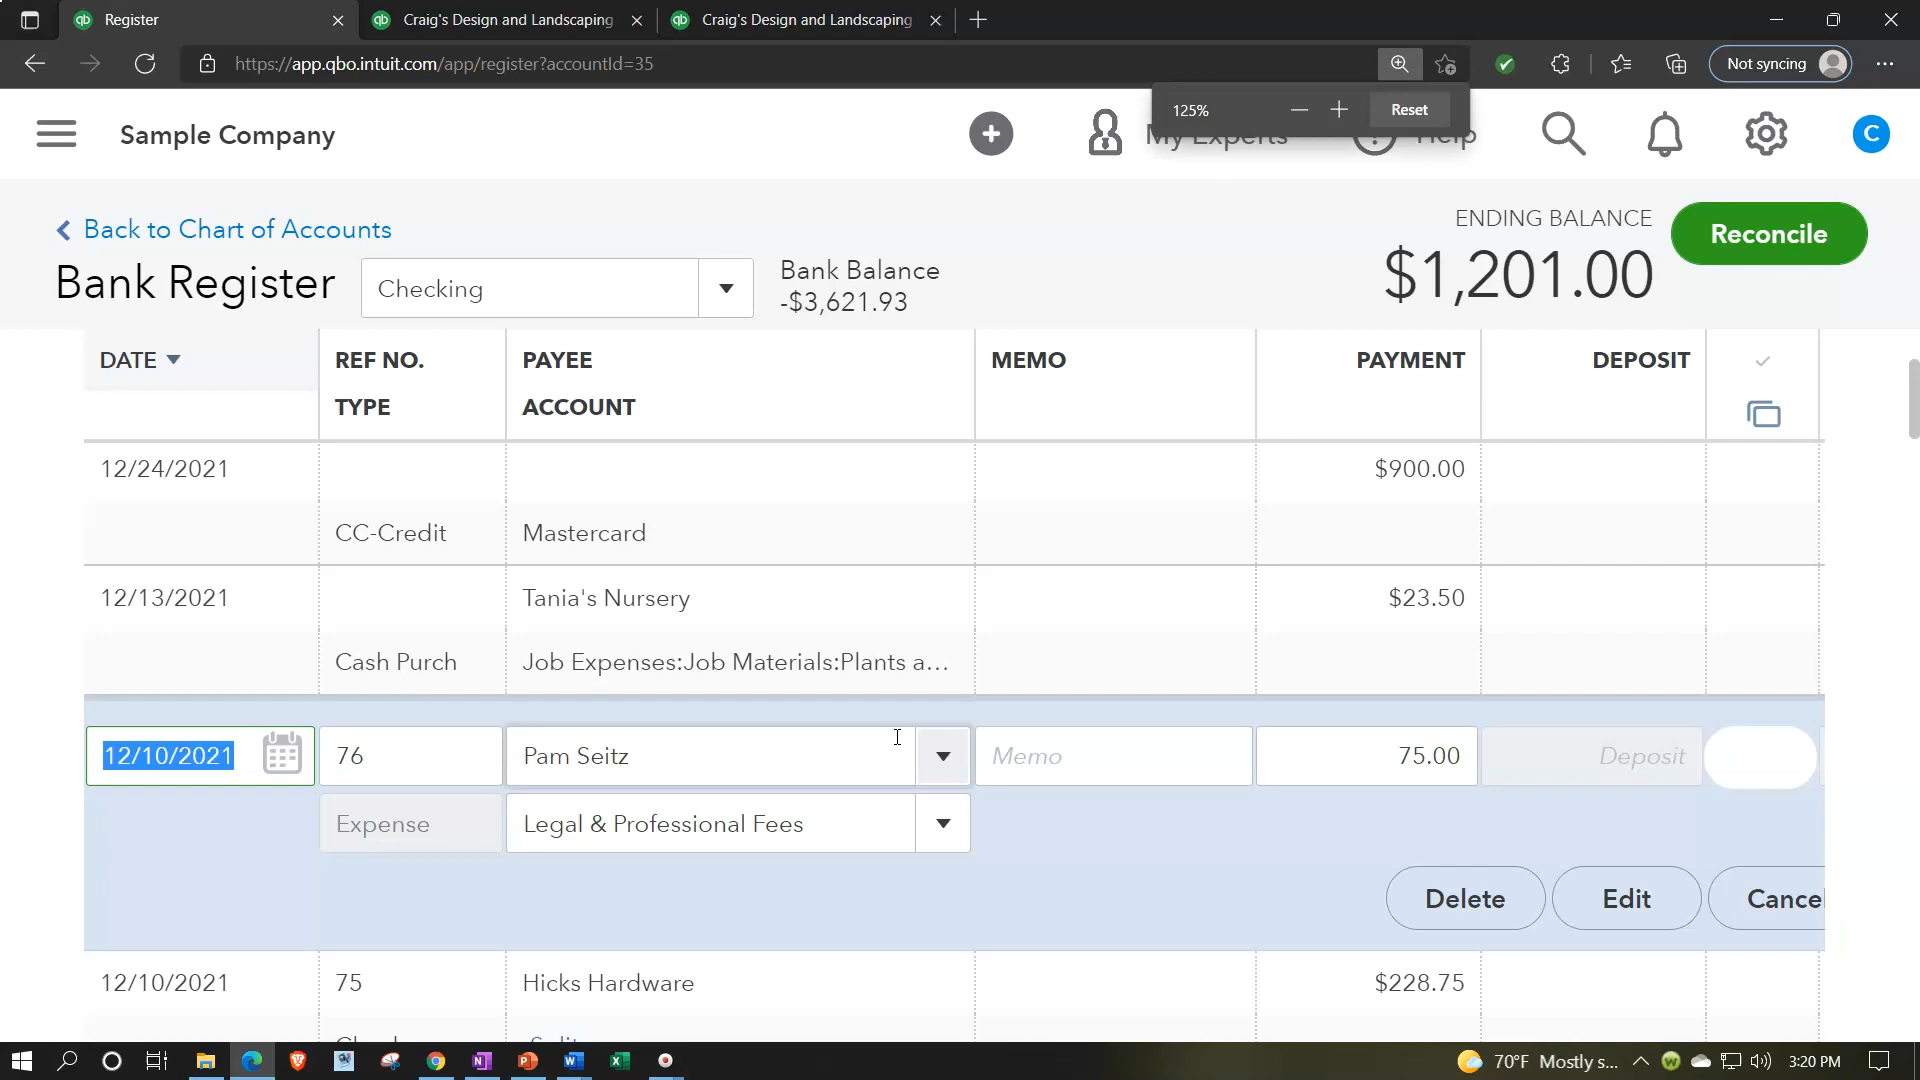 Register
Craig's Design and Landscaping
Craig's Design and Landscaping
https://app.qbo.intuit.com/app/register?accountId=35
Not syncing
125%
Reset
Sample Company
My Experts
Help
C
Back to Chart of Accounts
ENDING BALANCE
$1,201.00
Reconcile
Bank Register
Checking
Bank Balance
-$3,621.93
DATE
REF NO.
PAYEE
MEMO
PAYMENT
DEPOSIT
TYPE
ACCOUNT
12/24/2021
$900.00
CC-Credit
Mastercard
12/13/2021
Tania's Nursery
$23.50
Cash Purch
Job Expenses:Job Materials:Plants a...
12/10/2021
76
Pam Seitz
Memo
75.00
Deposit
Expense
Legal & Professional Fees
Delete
Edit
Cancel
12/10/2021
75
Hicks Hardware
$228.75
70°F Mostly s...
3:20 PM